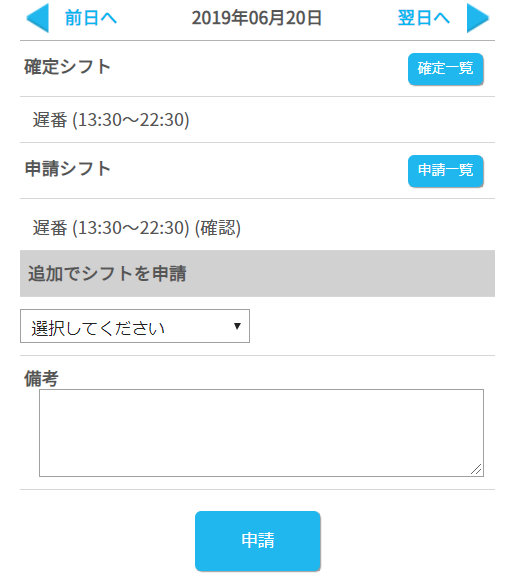 前日へ 2019年06月20日 翌日へ
確定シフト 確定一覧
遅番 (13:30～22:30)
申請シフト 申請一覧
遅番 (13:30～22:30) (確認)
追加でシフトを申請
選択してください
備考
申請